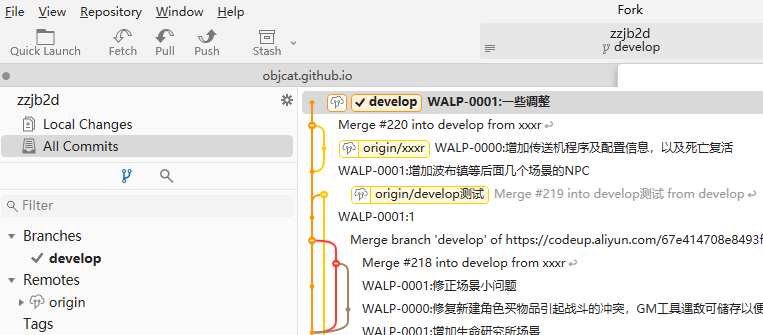 File View Repository Window Help Fork
Quick Launch Fetch Pull Push Stash
zzjb2d
develop
objcat.github.io
zzjb2d
Local Changes
All Commits
Filter
Branches
develop
Remotes
origin
Tags
develop WALP-0001:一些调整
Merge #220 into develop from xxxr
origin/xxxr WALP-0000:增加传送机程序及配置信息，以及死亡复活
WALP-0001:增加波布镇等后面几个场景的NPC
origin/develop测试 Merge #219 into develop测试 from develop
WALP-0001:1
Merge branch 'develop' of https://codeup.aliyun.com/67e414708e8493f
Merge #218 into develop from xxxr
WALP-0001:修正场景小问题
WALP-0000:修复新建角色买物品引起战斗的冲突，GM工具遇敌可储存以便
WALP-0001:增加生命研究所场景